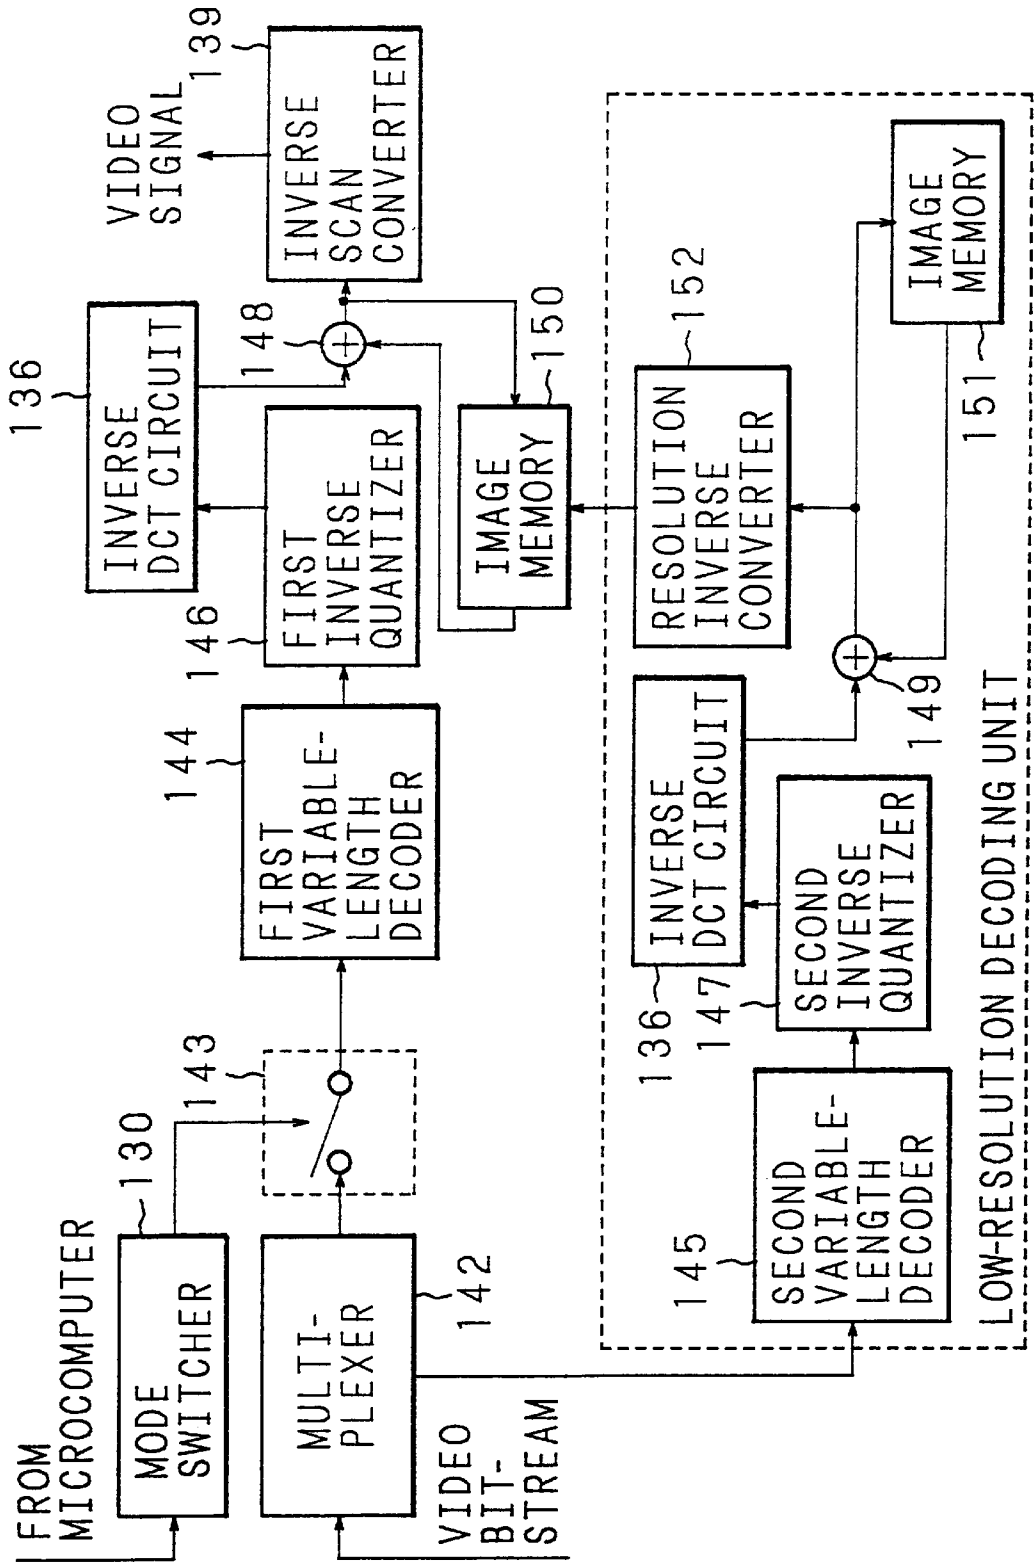 FROM
MICROCOMPUTER
MODE
SWITCHER
130
MULTI-
PLEXER
142
VIDEO
BIT-
STREAM
143
FIRST
VARIABLE-
LENGTH
DECODER
144
FIRST
INVERSE
QUANTIZER
146
INVERSE
DCT CIRCUIT
136
148
INVERSE
SCAN
CONVERTER
139
VIDEO
SIGNAL
IMAGE
MEMORY
150
SECOND
VARIABLE-
LENGTH
DECODER
145
SECOND
INVERSE
QUANTIZER
147
INVERSE
DCT CIRCUIT
136
149
RESOLUTION
INVERSE
CONVERTER
152
IMAGE
MEMORY
151
LOW-RESOLUTION DECODING UNIT